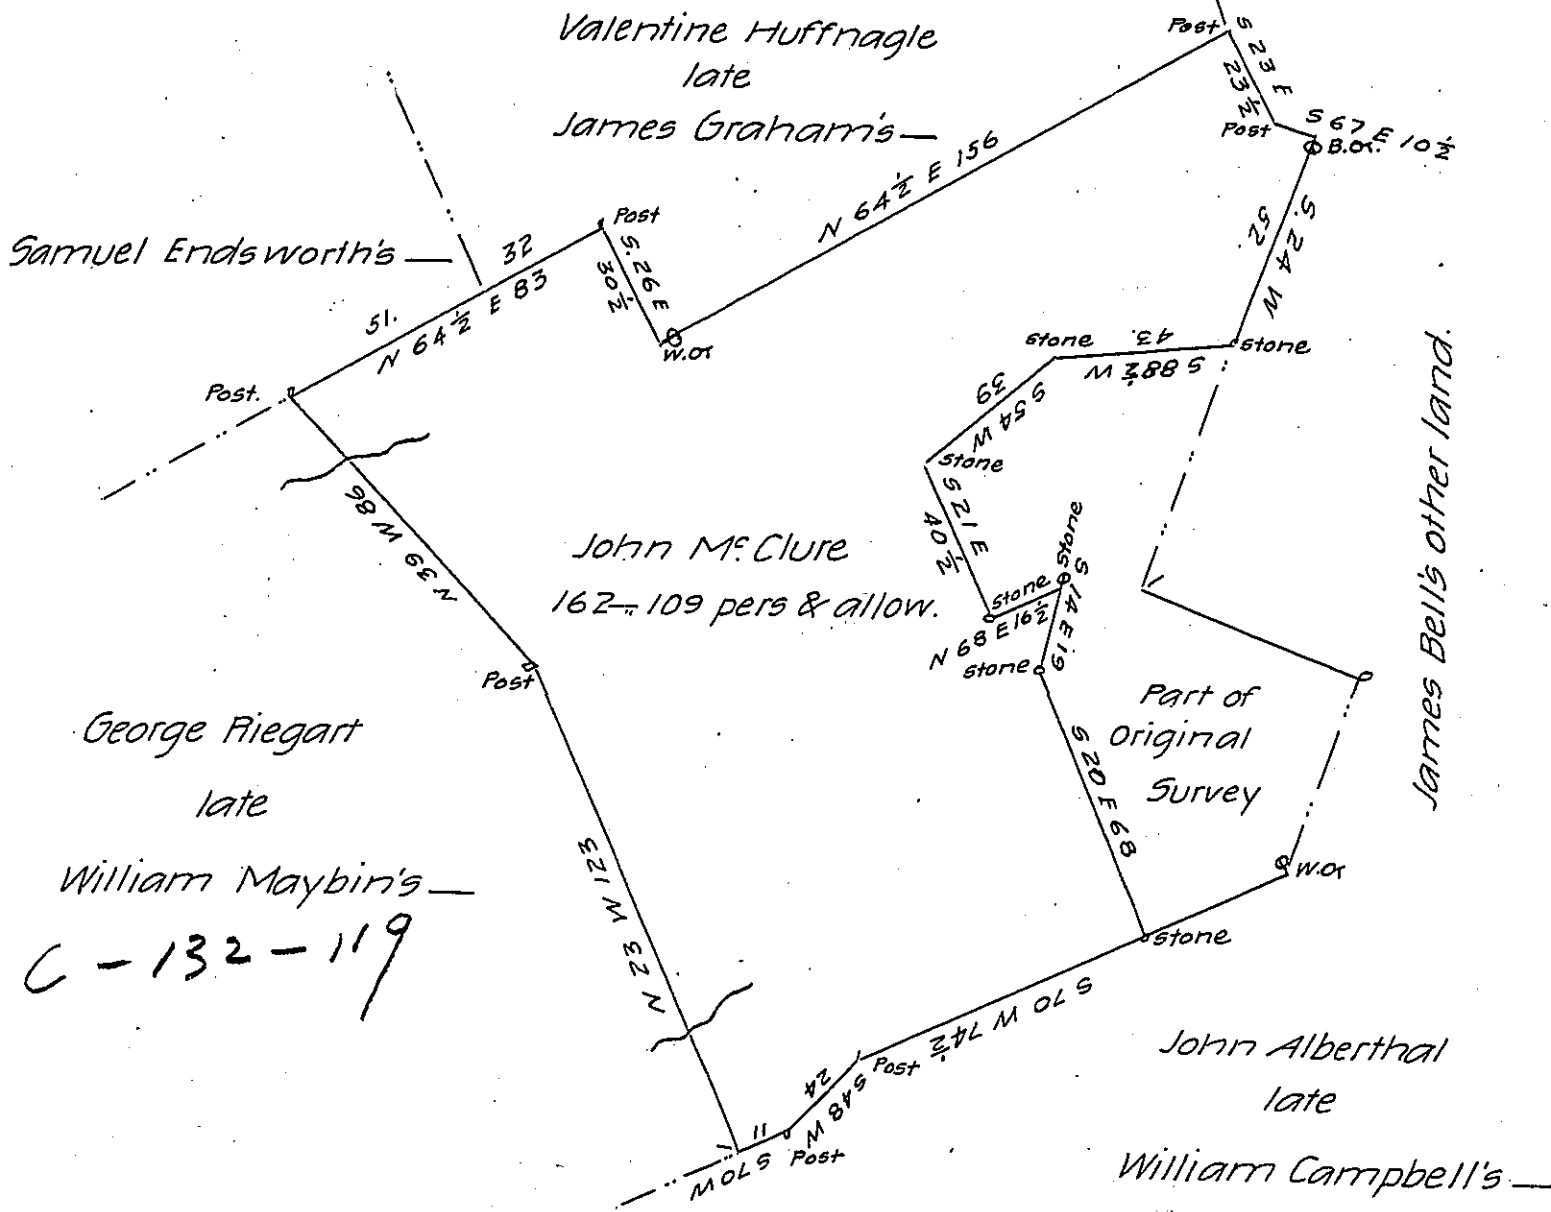 Valentine Huffnagle
late
James Graham's—
Samuel Endsworth's—
Post
S 23 E
23½
Post
S 67 E 10½
B.o.
S. 24 W
52.
stone
43.
S 88½ W
stone
39
S 54 W
stone
S 21 E
40½
stone
N 68 E 16½
stone
S 14 E 19
stone
S 20 E 68
stone
W.or
S 70 W 74½
Post
24
S 48 W
Post
11
S 70 W
N 23 W 123
Post
N 39 W 86
Post.
51.
32
N 64½ E 83
Post
S. 26 E
30½
W.or
N 64½ E 156
John McClure
162—109 pers & allow.
Part of
Original
Survey
James Bell's other land.
George Riegart
late
William Maybin's—
C-132-119
John Alberthal
late
William Campbell's—